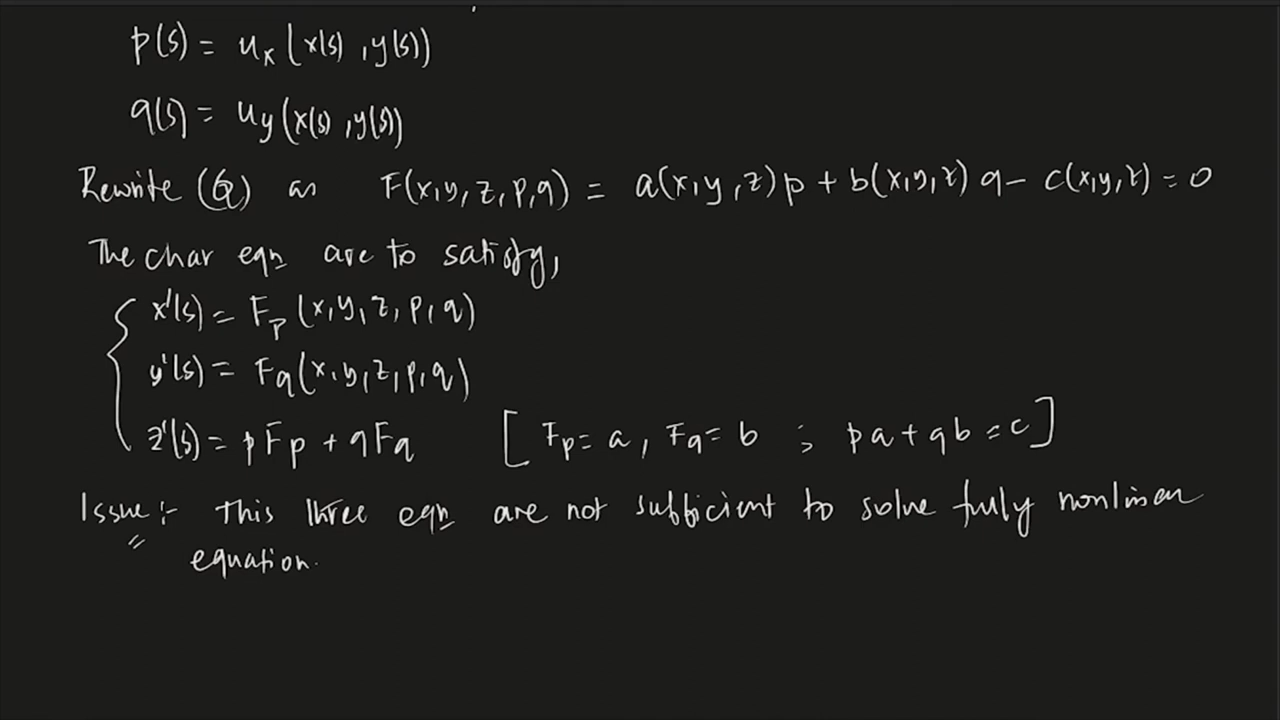 p(s) = u_x (x(s), y(s))
q(s) = u_y (x(s), y(s))
Rewrite (Q) as F(x,y,z,p,q) = a(x,y,z)p + b(x,y,z)q - c(x,y,z) = 0
The char eqn are to satisfy,
x'(s) = F_p (x,y,z,p,q)
y'(s) = F_q (x,y,z,p,q)
z'(s) = pF_p + qF_q [F_p = a, F_q = b ; pa + qb = c]
Issue :- This three eqn are not sufficient to solve fully nonlinear
equation.